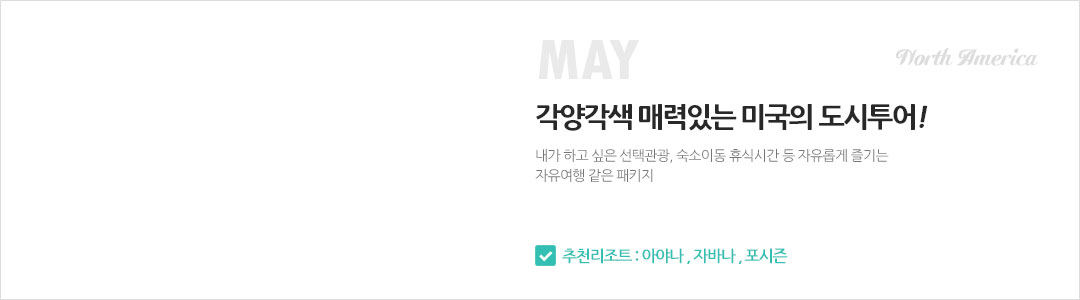 MAY
North America
각양각색 매력있는 미국의 도시투어!
내가 하고 싶은 선택관광, 숙소이동 휴식시간 등 자유롭게 즐기는
자유여행 같은 패키지
추천리조트 : 아야나 , 자바나 , 포시즌